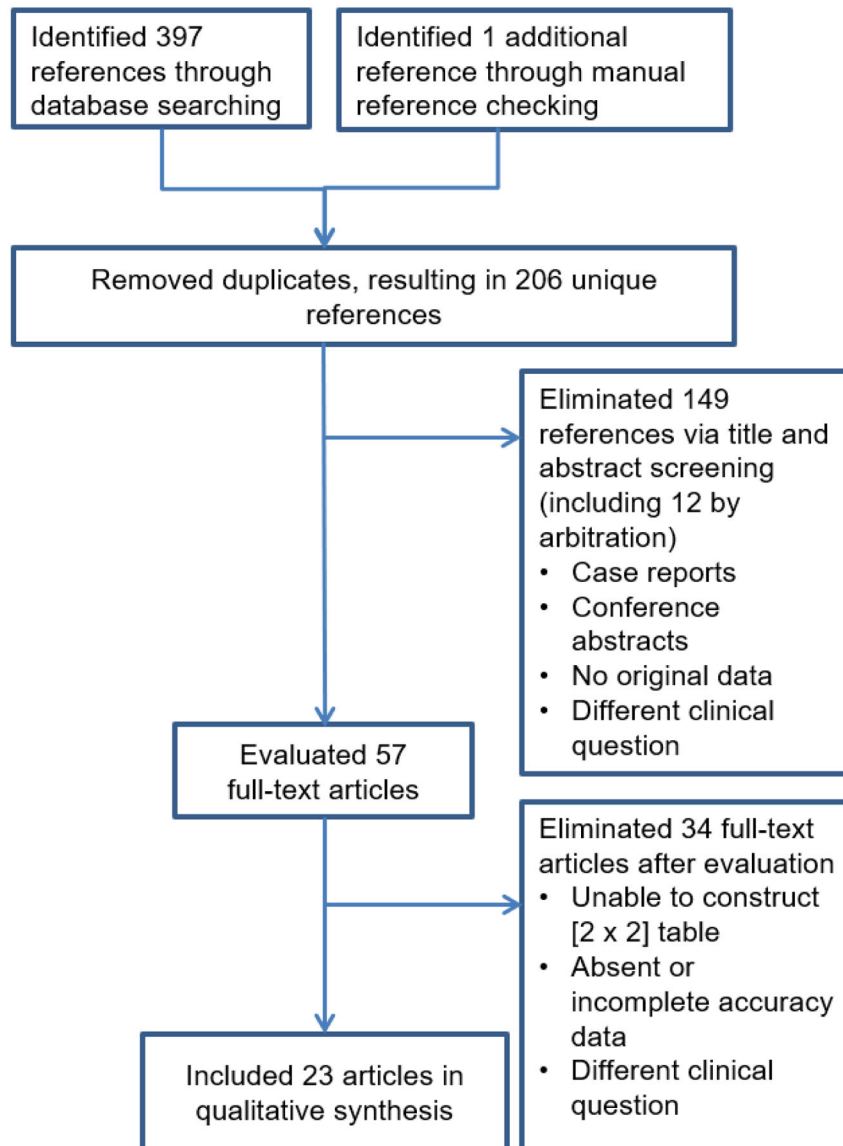 Identified 397
references through
database searching
Identified 1 additional
reference through manual
reference checking
Removed duplicates, resulting in 206 unique
references
Eliminated 149
references via title and
abstract screening
(including 12 by
arbitration)
• Case reports
• Conference
abstracts
• No original data
• Different clinical
question
Evaluated 57
full-text articles
Eliminated 34 full-text
articles after evaluation
• Unable to construct
[2 x 2] table
• Absent or
incomplete accuracy
data
• Different clinical
question
Included 23 articles in
qualitative synthesis